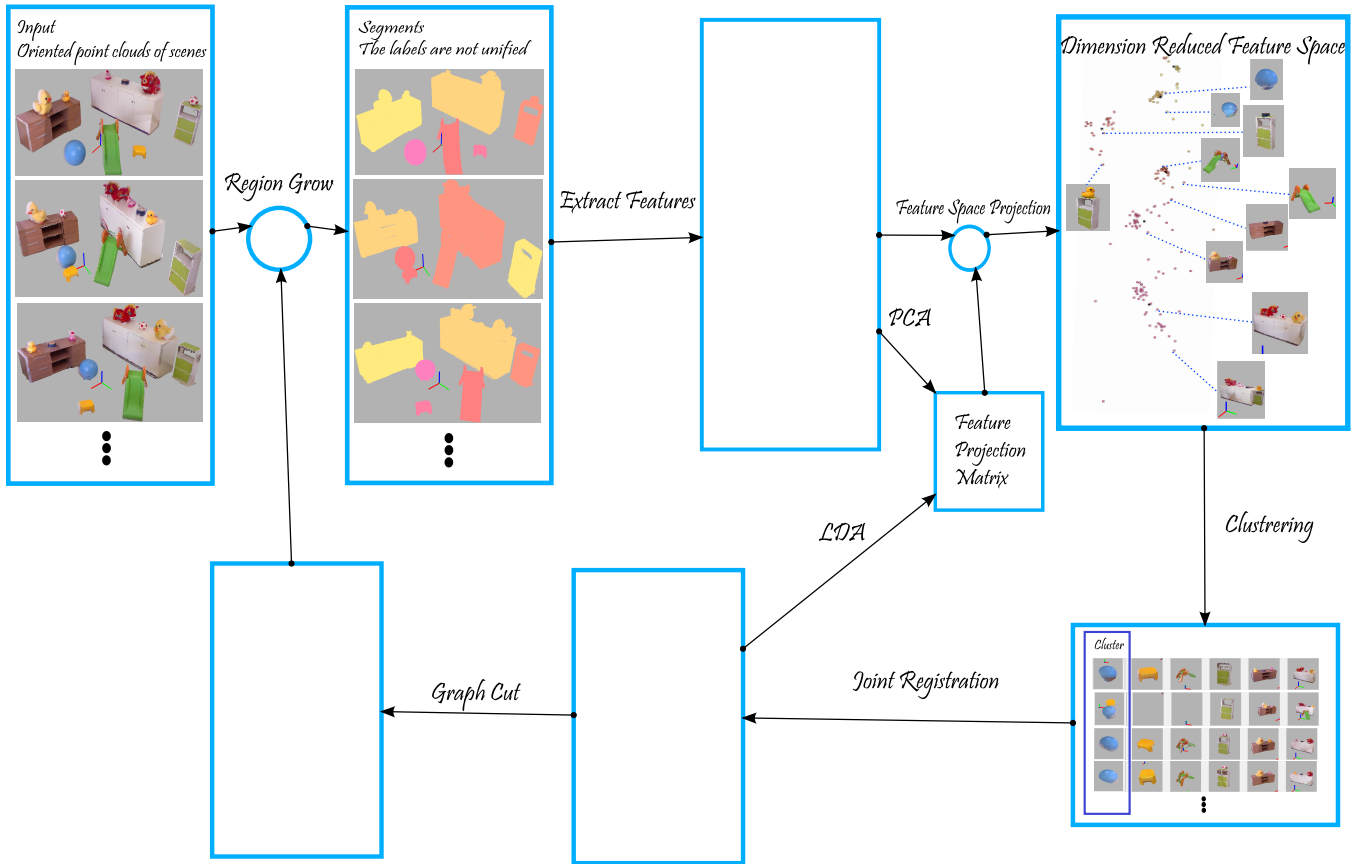 Input
Oriented point clouds of scenes
Segments
The labels are not unified
Dimension Reduced Feature Space
Region Grow
Extract Features
Feature Space Projection
PCA
Feature
Projection
Matrix
LDA
Clustrering
Cluster
Joint Registration
Graph Cut